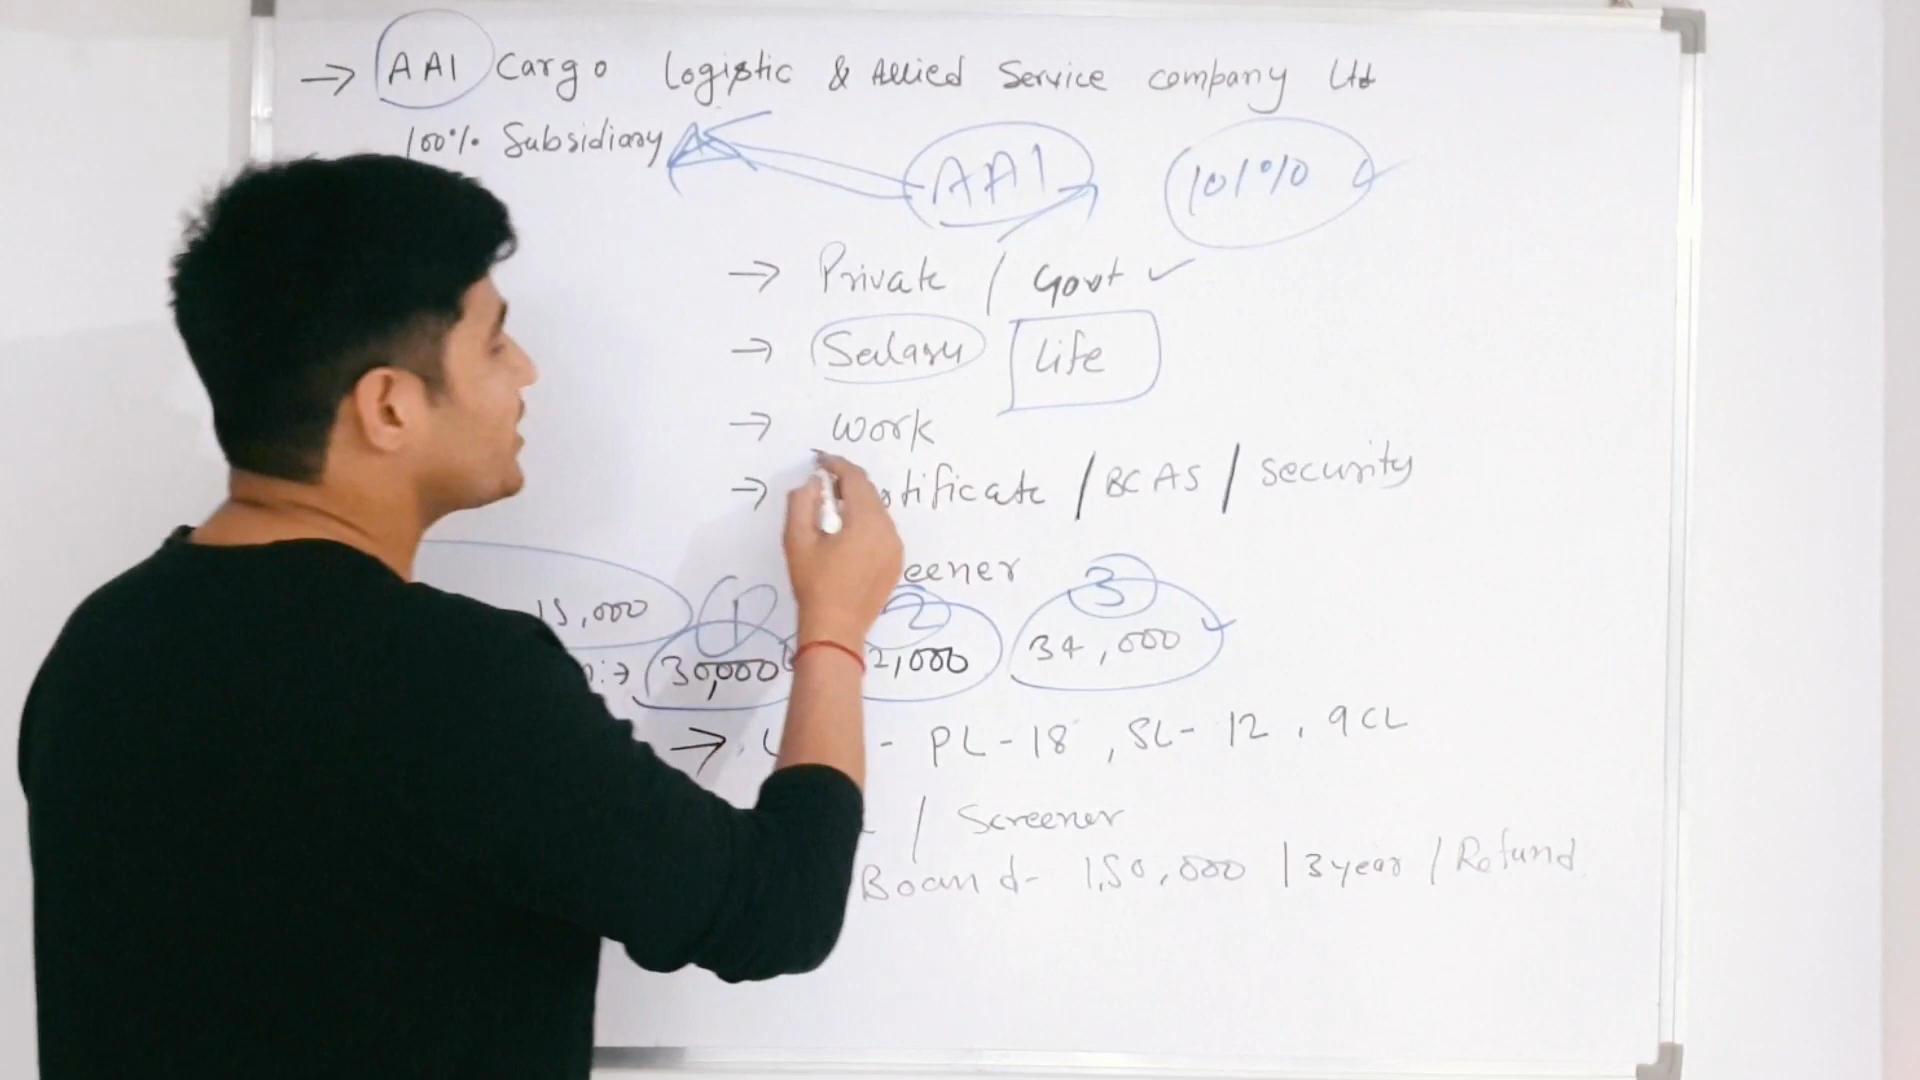 → AAI Cargo Logistic & Allied Service company Ltd
100% Subsidiary AAI 101%
→ Private / Govt ✓
→ Salary Life
→ work
→ tificate / BCAS / Security
eener
15,000 1 2 3
:→ 30,000 2,000 34,000
→ L - PL-18, SL-12, 9CL
/ Screener
Board- 1,50,000 / 3 year / Refund